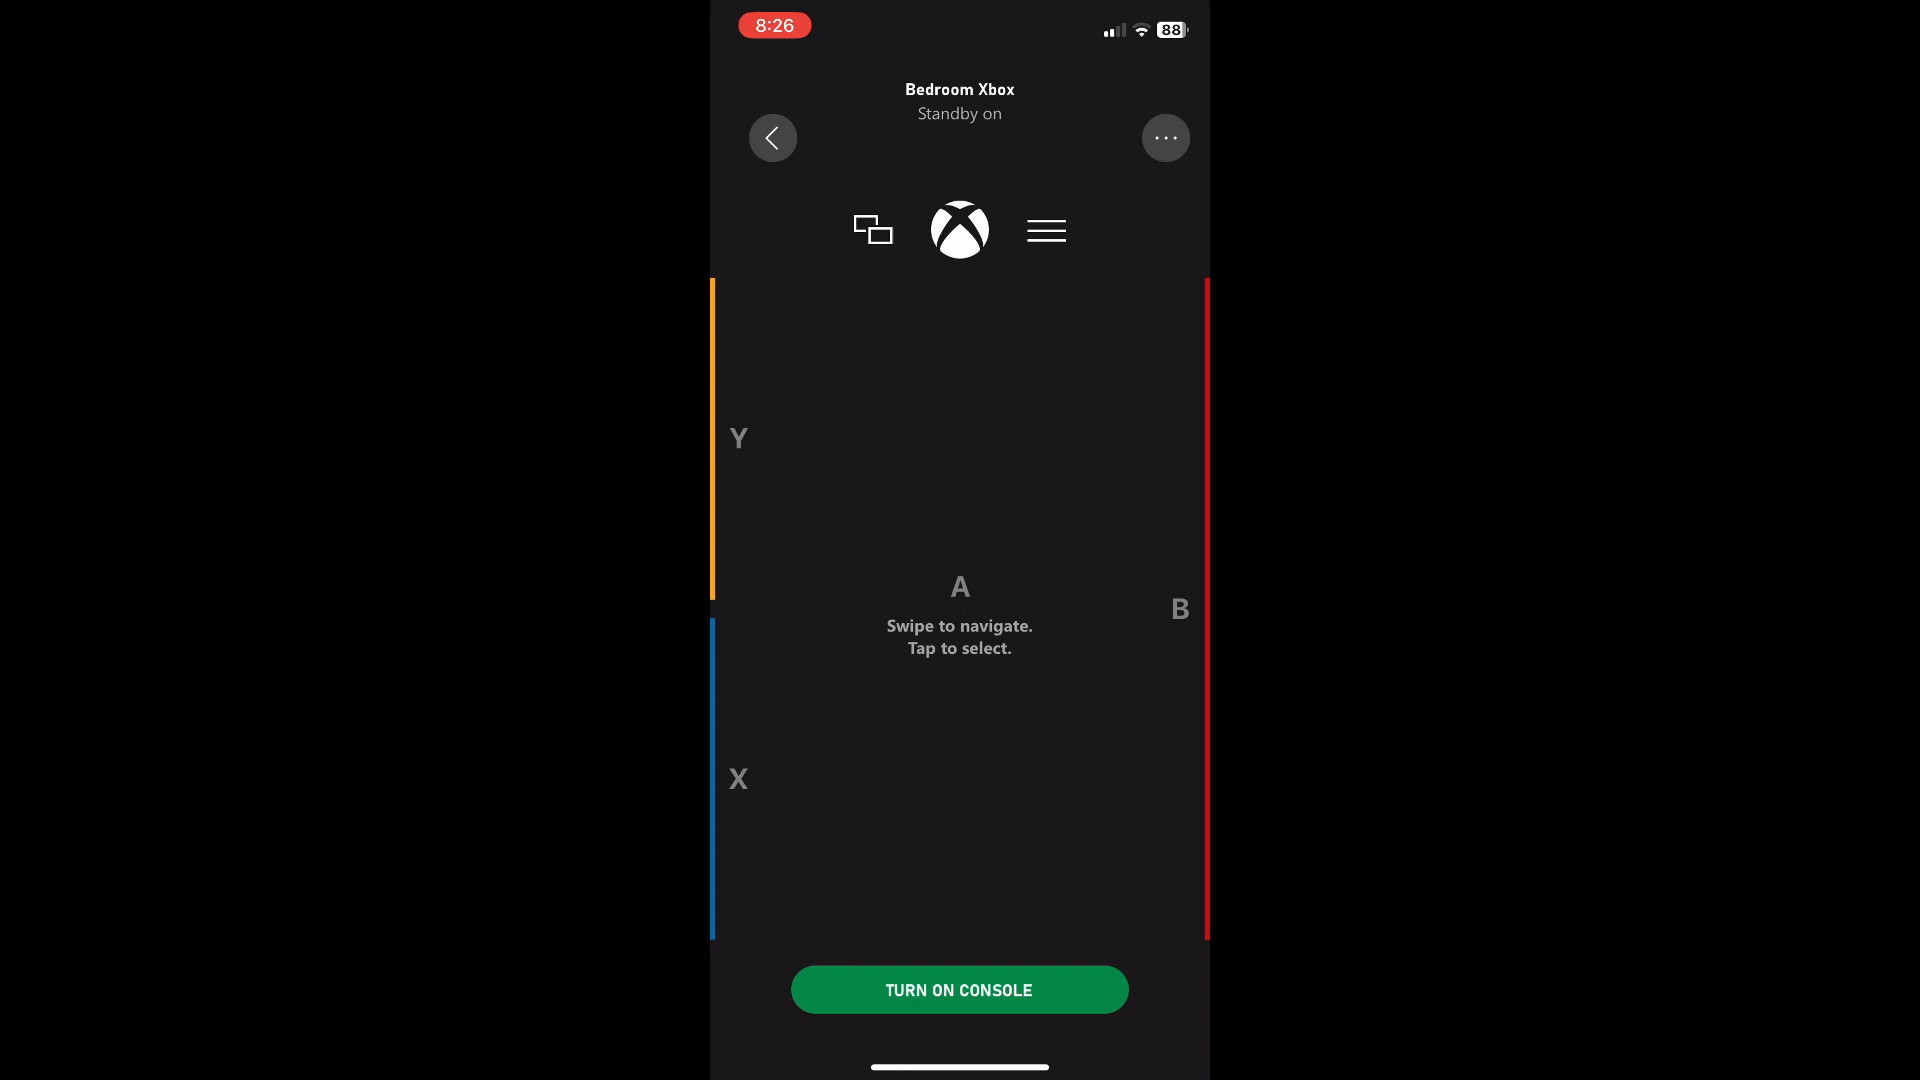 8:26
88
Bedroom Xbox
Standby on
Y
A
Swipe to navigate.
Tap to select.
B
X
TURN ON CONSOLE